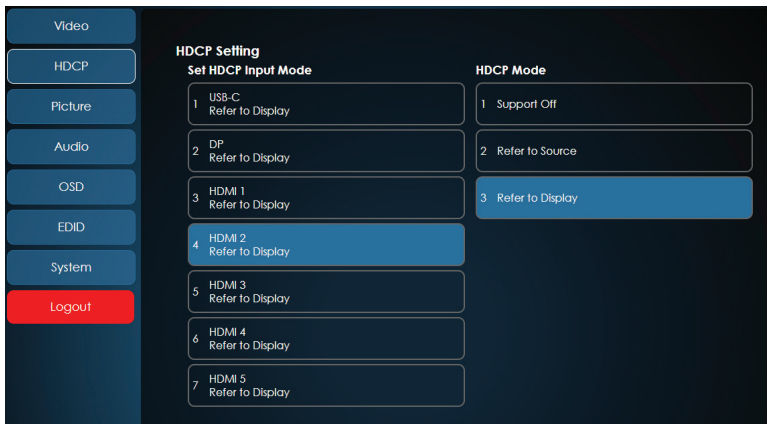 Video
HDCP
Picture
Audio
OSD
EDID
System
Logout
HDCP Setting
Set HDCP Input Mode
1 USB-C
Refer to Display
2 DP
Refer to Display
3 HDMI 1
Refer to Display
4 HDMI 2
Refer to Display
5 HDMI 3
Refer to Display
6 HDMI 4
Refer to Display
7 HDMI 5
Refer to Display
HDCP Mode
1 Support Off
2 Refer to Source
3 Refer to Display